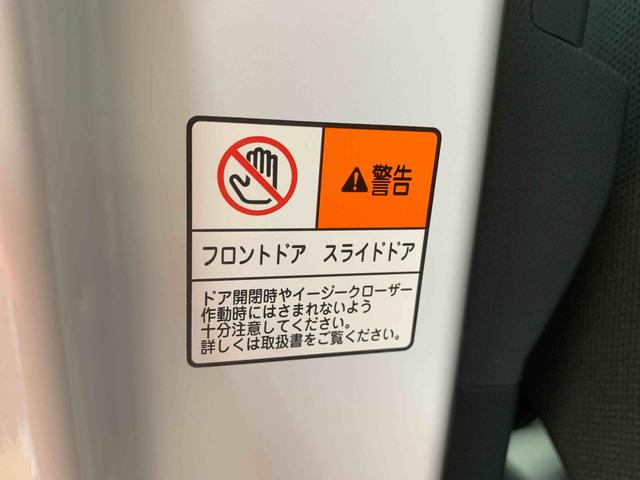 ⚠警告
フロントドア スライドドア
ドア開閉時やイージークローザー
作動時にはさまれないよう
十分注意してください。
詳しくは取扱書をご覧ください。